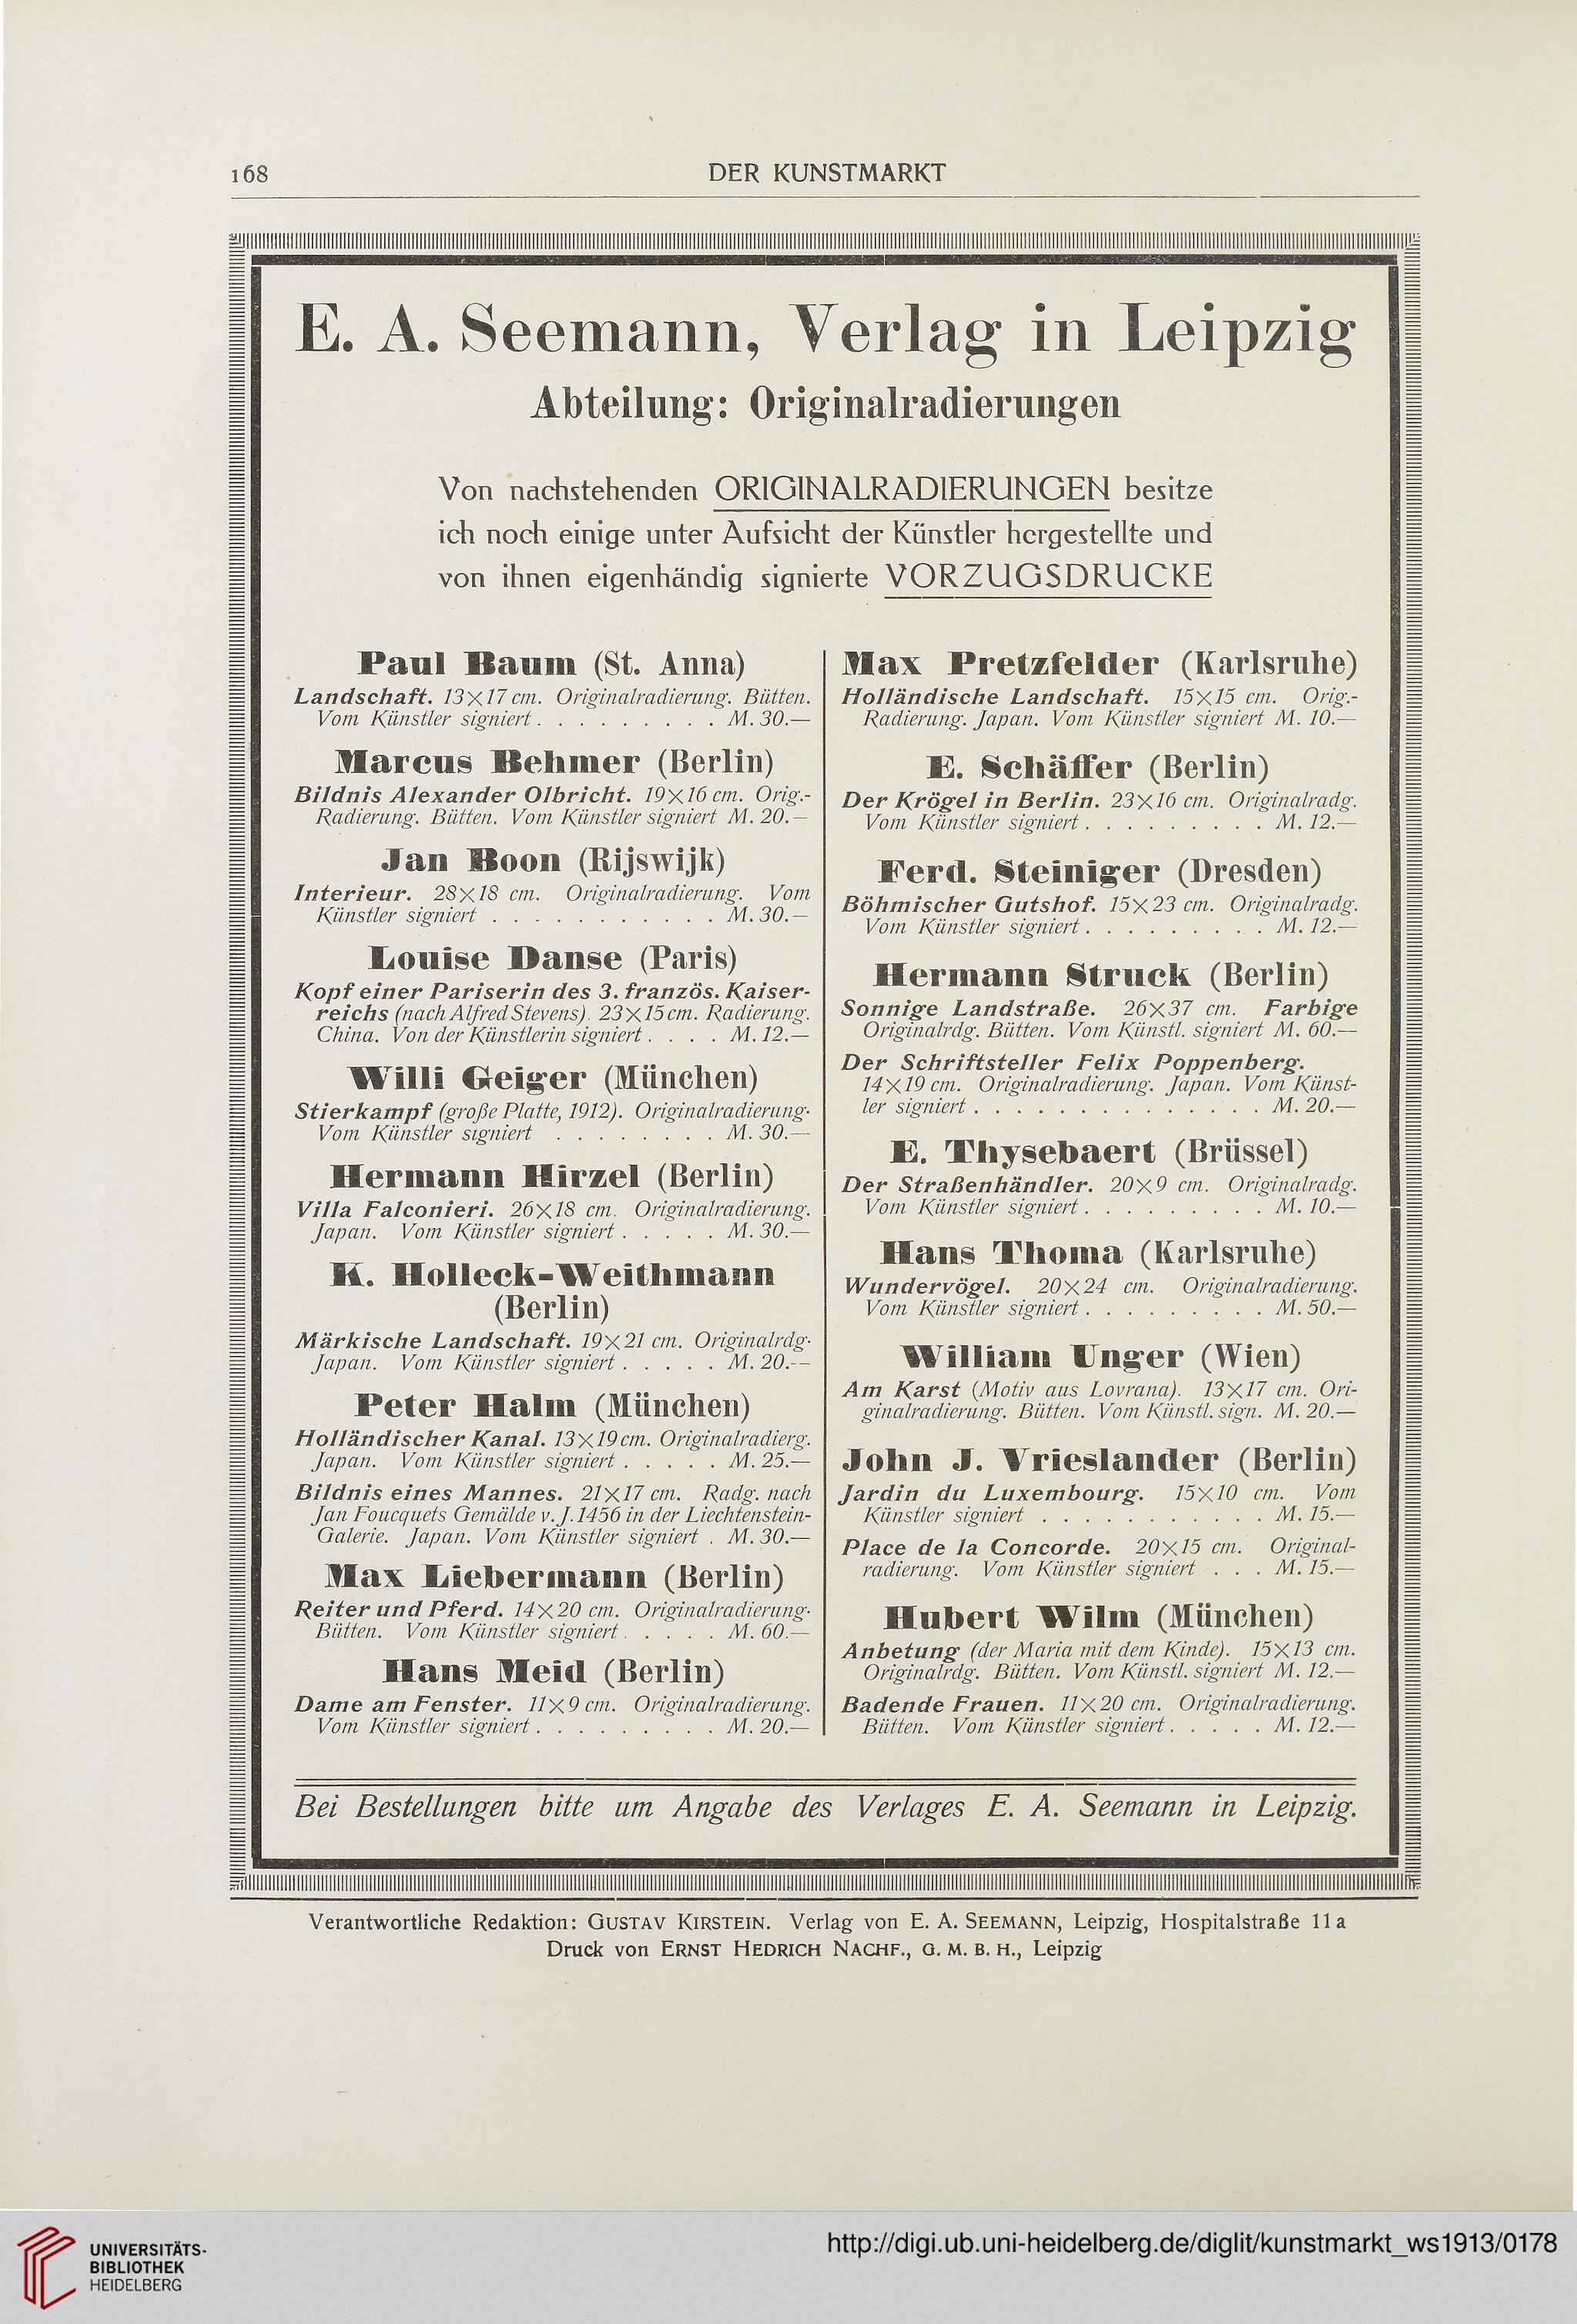 168
DER KUNSTMARKT
E. A. Seemann, Verlag in Leipzig
Abteilung: Originalradierungen
Von nachstehenden ORIGINALRADIERUNGEN besitze
ich noch einige unter Aufsicht der Künstler hergestellte und
von ihnen eigenhändig signierte VORZUGSDRUCKE
Paul Baum (St. Anna)
Landschaft. 13×17 cm. Originalradierung. Bütten.
Vom Künstler signiert . . . . . . . . . M. 30.—
Marcus Behmer (Berlin)
Bildnis Alexander Olbricht. 19×16 cm. Orig.-
Radierung. Bütten. Vom Künstler signiert M. 20.—
Jan Boon (Rijswijk)
Interieur. 28×18 cm. Originalradierung. Vom
Künstler signiert . . . . . . . . . . . M. 30.—
Louise Danse (Paris)
Kopf einer Pariserin des 3. französ. Kaiser-
reichs (nach Alfred Stevens). 23×15 cm. Radierung.
China. Von der Künstlerin signiert . . . . M. 12.—
Willi Geiger (München)
Stierkampf (große Platte, 1912). Originalradierung.
Vom Künstler signiert . . . . . . . . M. 30.—
Hermann Hirzel (Berlin)
Villa Falconieri. 26×18 cm. Originalradierung.
Japan. Vom Künstler signiert . . . . . M. 30.—
K. Holleck-Weithmann
(Berlin)
Märkische Landschaft. 19×21 cm. Originalrdg.
Japan. Vom Künstler signiert . . . . . M. 20.—
Peter Halm (München)
Holländischer Kanal. 13×19 cm. Originalradierg.
Japan. Vom Künstler signiert . . . . . M. 25.—
Bildnis eines Mannes. 21×17 cm. Radg. nach
Jan Foucquets Gemälde v. J. 1456 in der Liechtenstein-
Galerie. Japan. Vom Künstler signiert . M. 30.—
Max Liebermann (Berlin)
Reiter und Pferd. 14×20 cm. Originalradierung.
Bütten. Vom Künstler signiert . . . . . M. 60.—
Hans Meid (Berlin)
Dame am Fenster. 11×9 cm. Originalradierung.
Vom Künstler signiert . . . . . . . . . M. 20.—
Max Pretzfelder (Karlsruhe)
Holländische Landschaft. 15×15 cm. Orig.-
Radierung. Japan. Vom Künstler signiert M. 10.—
E. Schäffer (Berlin)
Der Krögel in Berlin. 23×16 cm. Originalradg.
Vom Künstler signiert . . . . . . . . . M. 12.—
Ferd. Steiniger (Dresden)
Böhmischer Gutshof. 15×23 cm. Originalradg.
Vom Künstler signiert . . . . . . . . . M. 12.—
Hermann Struck (Berlin)
Sonnige Landstraße. 26×37 cm. Farbige
Originalrdg. Bütten. Vom Künstl. signiert M. 60.—
Der Schriftsteller Felix Poppenberg.
14×19 cm. Originalradierung. Japan. Vom Künst-
ler signiert . . . . . . . . . . . . . . M. 20.—
E. Thysebaert (Brüssel)
Der Straßenhändler. 20×9 cm. Originalradg.
Vom Künstler signiert . . . . . . . . . M. 10.—
Hans Thoma (Karlsruhe)
Wundervögel. 20×24 cm. Originalradierung.
Vom Künstler signiert . . . . . . . . . M. 50.—
William Unger (Wien)
Am Karst (Motiv aus Lovrana). 13×17 cm. Ori-
ginalradierung. Bütten. Vom Künstl. sign. M. 20.—
John J. Vrieslander (Berlin)
Jardin du Luxembourg. 15×10 cm. Vom
Künstler signiert . . . . . . . . . . . M. 15.—
Place de la Concorde. 20×15 cm. Original-
radierung. Vom Künstler signiert . . . M. 15.—
Hubert Wilm (München)
Anbetung (der Maria mit dem Kinde). 15×13 cm.
Originalrdg. Bütten. Vom Künstl. signiert M. 12.—
Badende Frauen. 11×20 cm. Originalradierung.
Bütten. Vom Künstler signiert . . . . . M. 12.—
Bei Bestellungen bitte um Angabe des Verlages E. A. Seemann in Leipzig.
Verantwortliche Redaktion: GUSTAV KIRSTEIN. Verlag von E. A. SEEMANN, Leipzig, Hospitalstraße 11a
Druck von ERNST HEDRICH NACHF., G. M. B. H., Leipzig
UNIVERSITÄTS-
BIBLIOTHEK
HEIDELBERG
http://digi.ub.uni-heidelberg.de/diglit/kunstmarkt_ws1913/0178